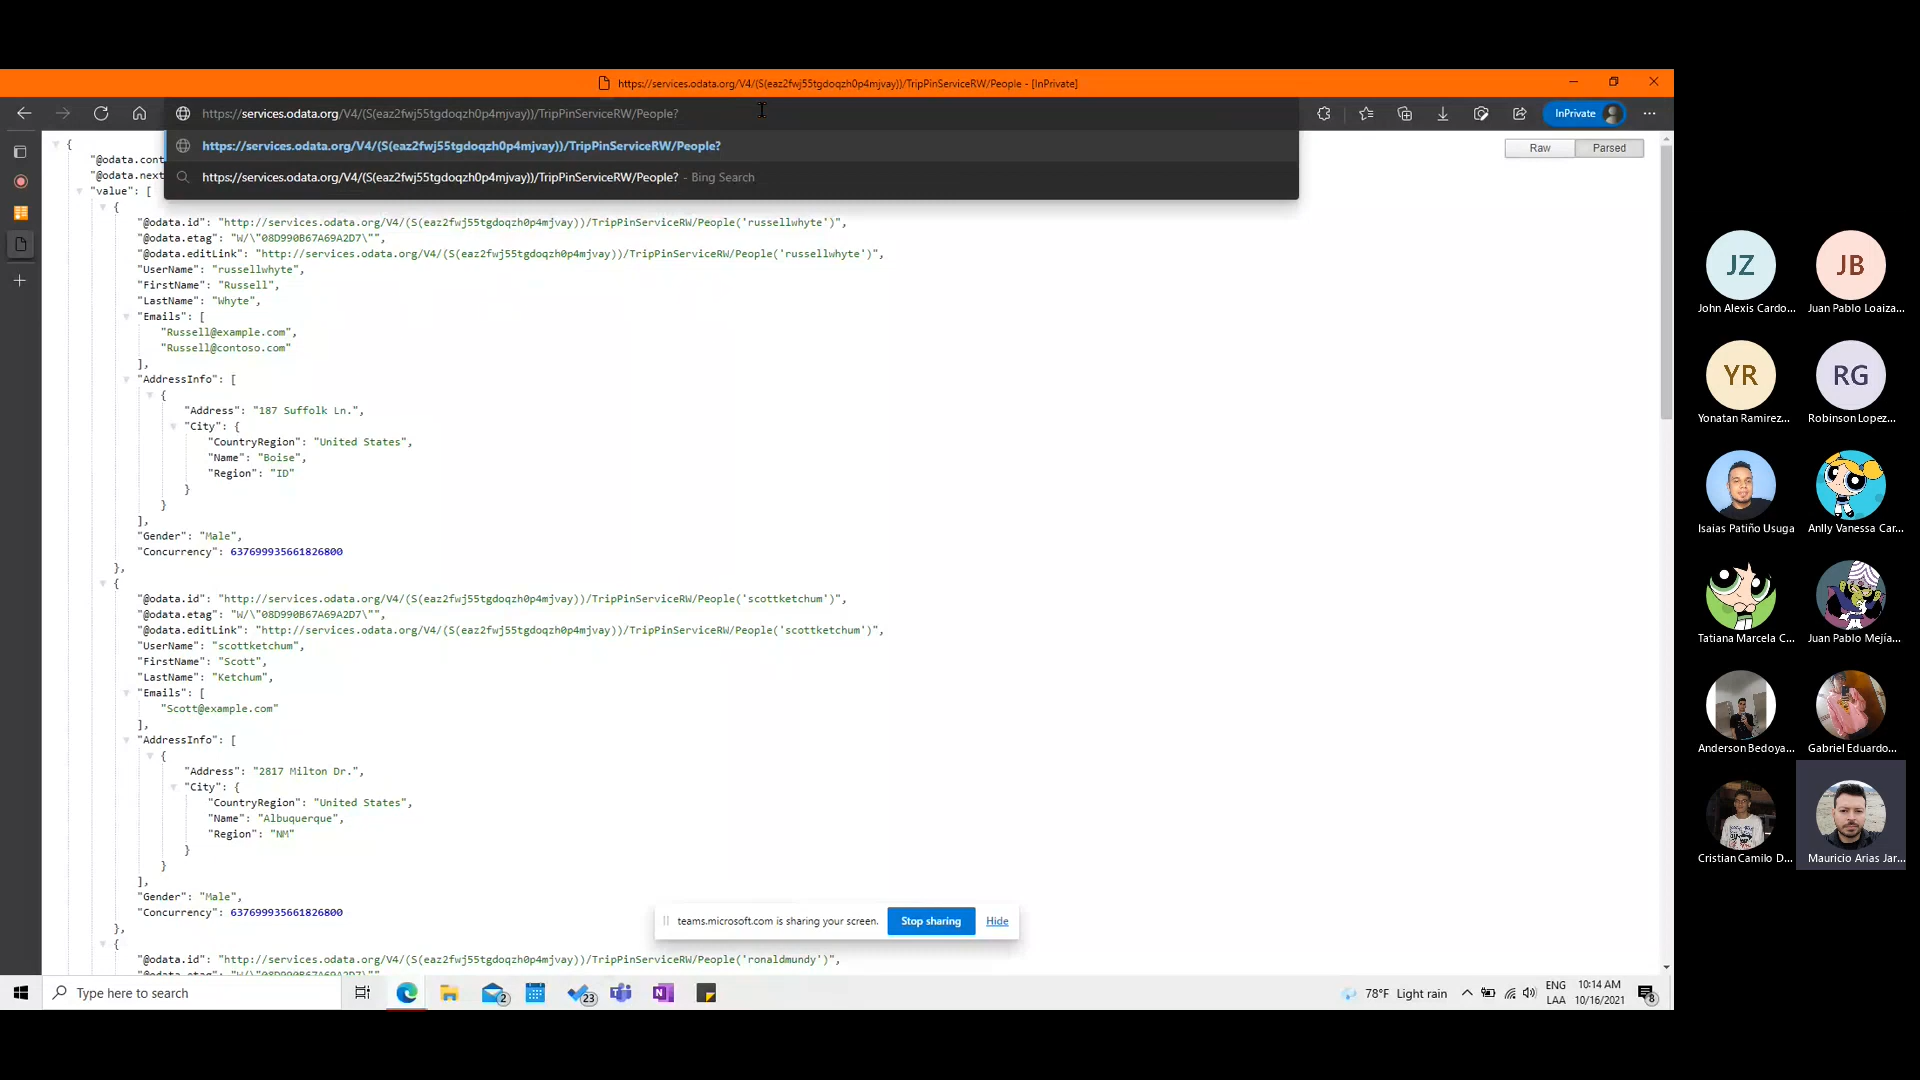 https://services.odata.org/V4/(S(eaz2fwj55tgdoqzh0p4mjvay))/TripPinServiceRW/People - [InPrivate]
https://services.odata.org/V4/(S(eaz2fwj55tgdoqzh0p4mjvay))/TripPinServiceRW/People?
InPrivate
https://services.odata.org/V4/(S(eaz2fwj55tgdoqzh0p4mjvay))/TripPinServiceRW/People?
https://services.odata.org/V4/(S(eaz2fwj55tgdoqzh0p4mjvay))/TripPinServiceRW/People? - Bing Search
Raw
Parsed
{
"@odata.cont
"@odata.nex
"value": [
{
"@odata.id": "http://services.odata.org/V4/(S(eaz2fwj55tgdoqzh0p4mjvay))/TripPinServiceRW/People('russellwhyte')",
"@odata.etag": "W/\"08D990B67A69A2D7\"",
"@odata.editLink": "http://services.odata.org/V4/(S(eaz2fwj55tgdoqzh0p4mjvay))/TripPinServiceRW/People('russellwhyte')",
"UserName": "russellwhyte",
"FirstName": "Russell",
"LastName": "Whyte",
"Emails": [
"Russell@example.com",
"Russell@contoso.com"
],
"AddressInfo": [
{
"Address": "187 Suffolk Ln.",
"City": {
"CountryRegion": "United States",
"Name": "Boise",
"Region": "ID"
}
}
],
"Gender": "Male",
"Concurrency": 637699935661826800
},
{
"@odata.id": "http://services.odata.org/V4/(S(eaz2fwj55tgdoqzh0p4mjvay))/TripPinServiceRW/People('scottketchum')",
"@odata.etag": "W/\"08D990B67A69A2D7\"",
"@odata.editLink": "http://services.odata.org/V4/(S(eaz2fwj55tgdoqzh0p4mjvay))/TripPinServiceRW/People('scottketchum')",
"UserName": "scottketchum",
"FirstName": "Scott",
"LastName": "Ketchum",
"Emails": [
"Scott@example.com"
],
"AddressInfo": [
{
"Address": "2817 Milton Dr.",
"City": {
"CountryRegion": "United States",
"Name": "Albuquerque",
"Region": "NM"
}
}
],
"Gender": "Male",
"Concurrency": 637699935661826800
},
{
"@odata.id": "http://services.odata.org/V4/(S(eaz2fwj55tgdoqzh0p4mjvay))/TripPinServiceRW/People('ronaldmundy')",
teams.microsoft.com is sharing your screen.
Stop sharing
Hide
Type here to search
2
23
78°F Light rain
ENG
LAA
10:14 AM
10/16/2021
8
JZ
John Alexis Cardo...
JB
Juan Pablo Loaiza...
YR
Yonatan Ramirez...
RG
Robinson Lopez...
Isaias Patiño Usuga
Anlly Vanessa Car...
Tatiana Marcela C...
Juan Pablo Mejía...
Anderson Bedoya...
Gabriel Eduardo...
Cristian Camilo D...
Mauricio Arias Jar...